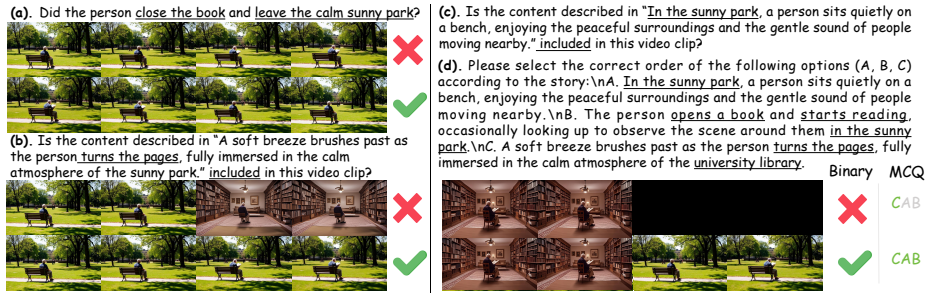 (a). Did the person close the book and leave the calm sunny park?
(b). Is the content described in "A soft breeze brushes past as
the person turns the pages, fully immersed in the calm
atmosphere of the sunny park." included in this video clip?
(c). Is the content described in "In the sunny park, a person sits quietly on
a bench, enjoying the peaceful surroundings and the gentle sound of people
moving nearby." included in this video clip?
(d). Please select the correct order of the following options (A, B, C)
according to the story:\nA. In the sunny park, a person sits quietly on a
bench, enjoying the peaceful surroundings and the gentle sound of people
moving nearby.\nB. The person opens a book and starts reading,
occasionally looking up to observe the scene around them in the sunny
park.\nC. A soft breeze brushes past as the person turns the pages, fully
immersed in the calm atmosphere of the university library.
Binary MCQ
CAB
CAB